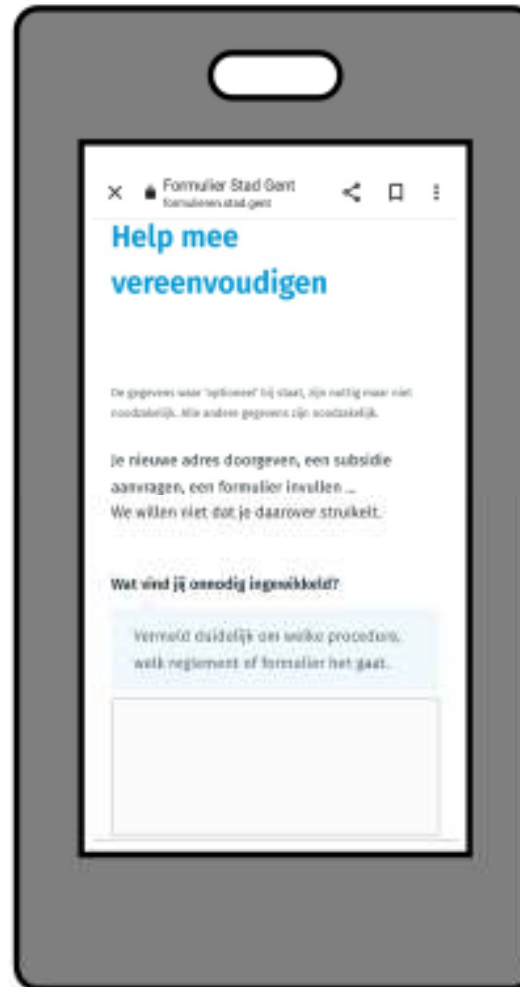 Formulier Stad Gent
formulieren.stad.gent
Help mee
vereenvoudigen
De gegevens waar 'optioneel' bij staat, zijn nuttig maar niet
noodzakelijk. Alle andere gegevens zijn noodzakelijk.
Je nieuwe adres doorgeven, een subsidie
aanvragen, een formulier invullen ...
We willen niet dat je daarover struikelt.
Wat vind jij onnodig ingewikkeld?
Vermeld duidelijk om welke procedure,
welk reglement of formulier het gaat.